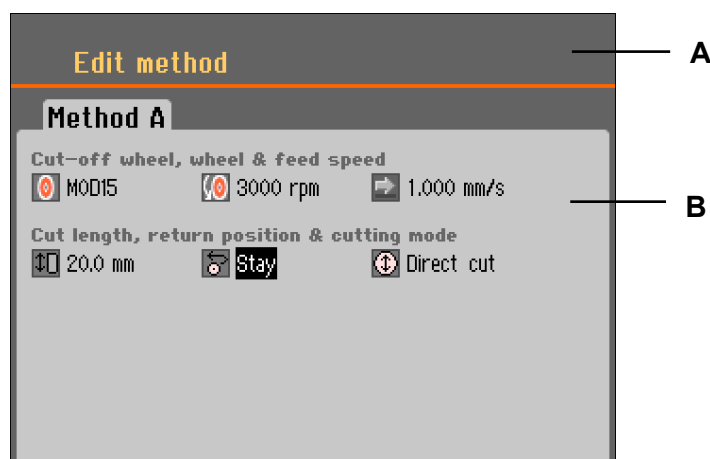 Edit method
A
Method A
Cut-off wheel, wheel & feed speed
MOD15 3000 rpm 1.000 mm/s
B
Cut length, return position & cutting mode
20.0 mm Stay Direct cut